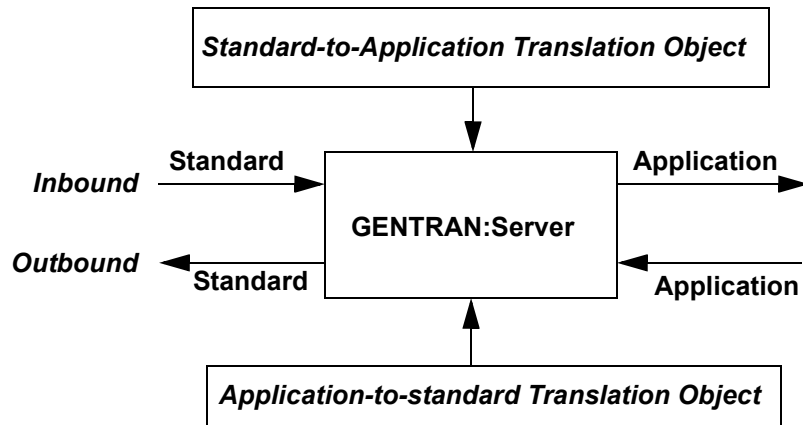 Standard-to-Application Translation Object
Standard
Application
Inbound
GENTRAN:Server
Outbound
Standard
Application
Application-to-standard Translation Object